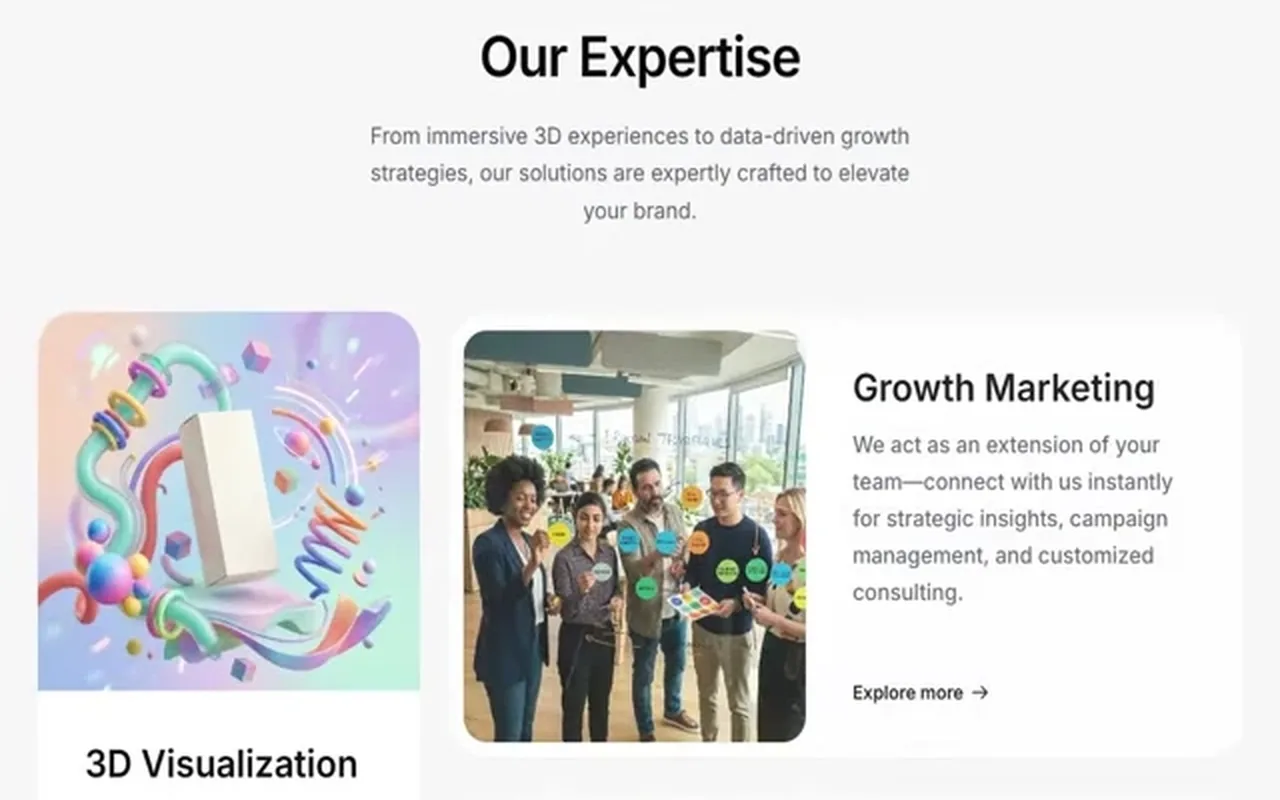 Our Expertise
From immersive 3D experiences to data-driven growth
strategies, our solutions are expertly crafted to elevate
your brand.
3D Visualization
Growth Marketing
We act as an extension of your
team—connect with us instantly
for strategic insights, campaign
management, and customized
consulting.
Explore more →